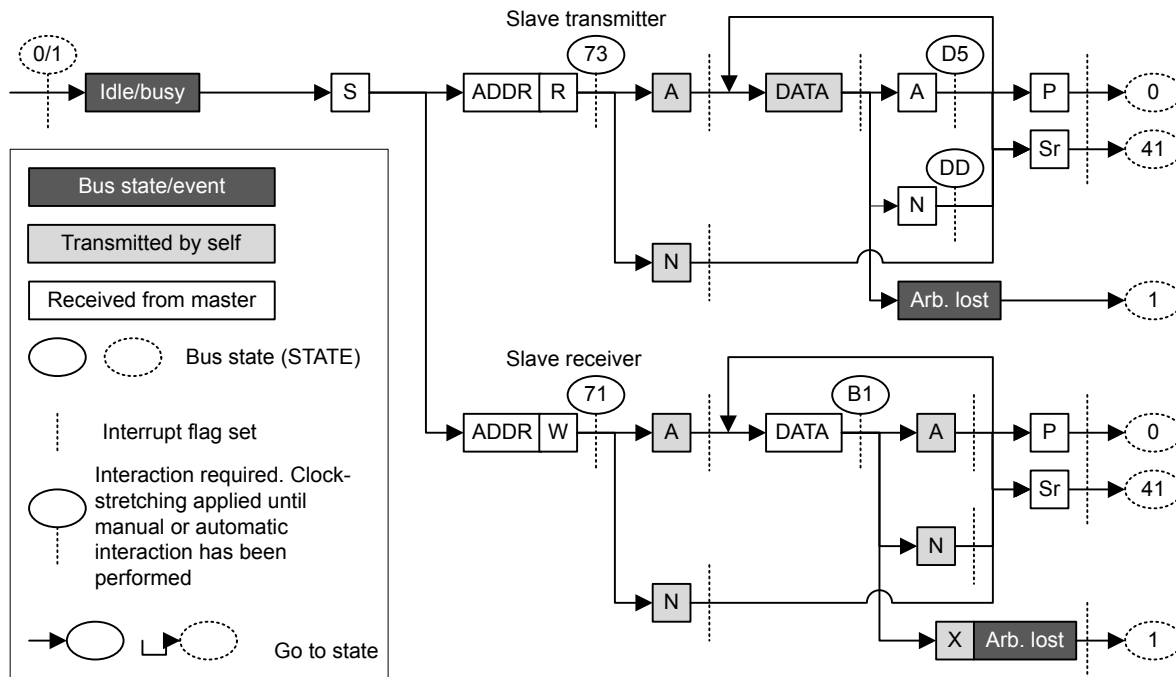 Slave transmitter
0/1
73
D5
Idle/busy
S
ADDR R
A
DATA
A
P
0
Sr
41
DD
N
N
Arb. lost
1
Bus state/event
Transmitted by self
Received from master
Bus state (STATE)
Interrupt flag set
Interaction required. Clock-
stretching applied until
manual or automatic
interaction has been
performed
Go to state
Slave receiver
71
B1
ADDR W
A
DATA
A
P
0
Sr
41
N
N
X Arb. lost
1